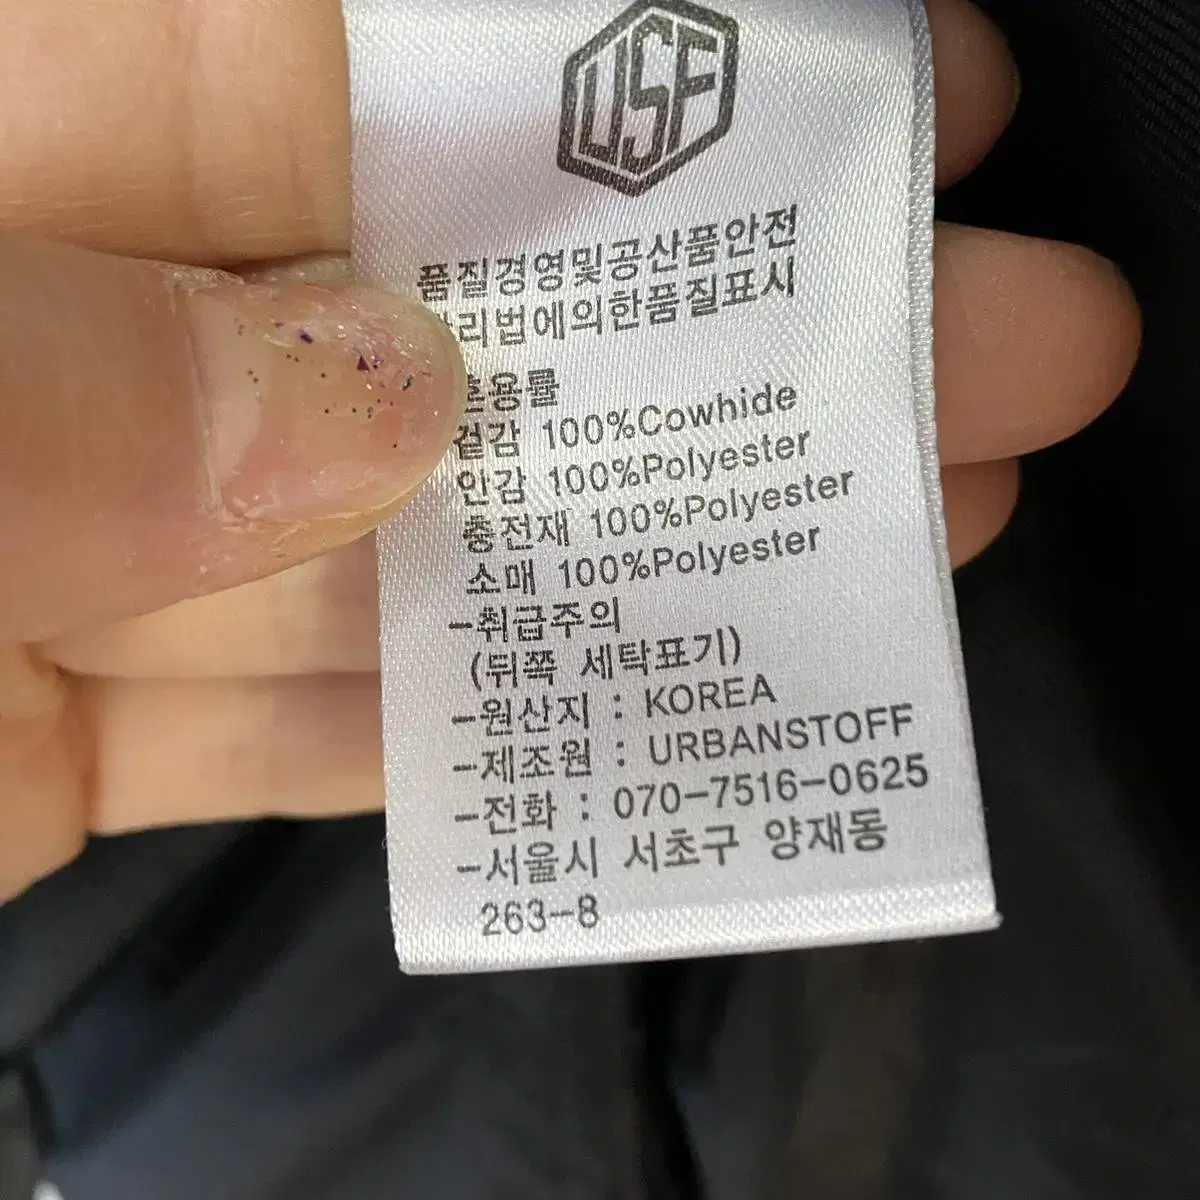 USF
품질경영및공산품안전
관리법에의한품질표시
혼용률
겉감 100%Cowhide
안감 100%Polyester
충전재 100%Polyester
소매 100%Polyester
-취급주의
(뒤쪽 세탁표기)
-원산지 : KOREA
-제조원 : URBANSTOFF
-전화 : 070-7516-0625
-서울시 서초구 양재동
263-8